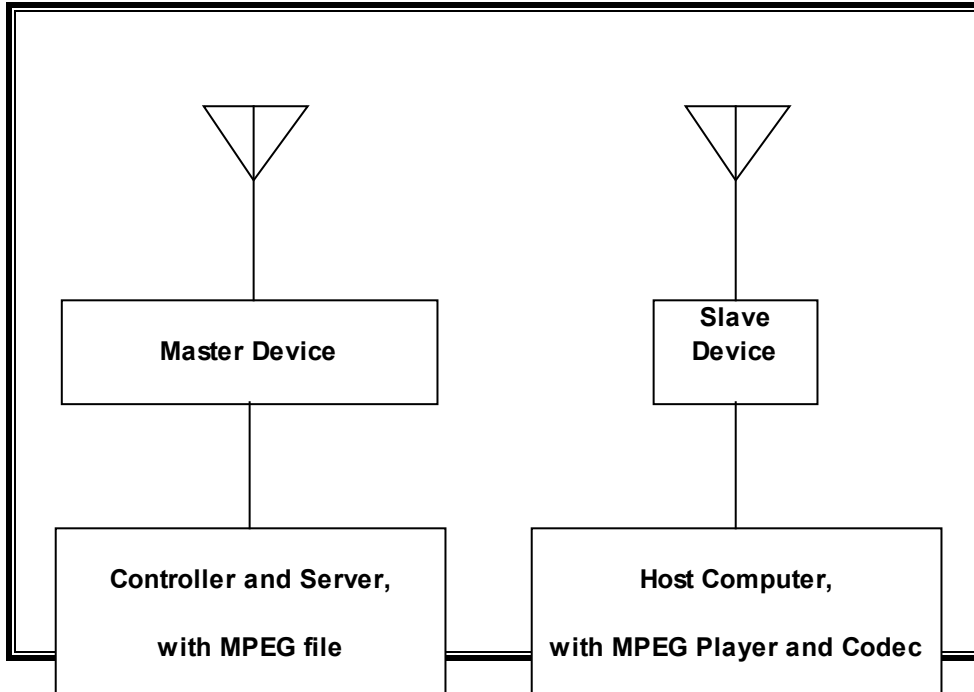 Master Device
Slave
Device
Controller and Server,
with MPEG file
Host Computer,
with MPEG Player and Codec